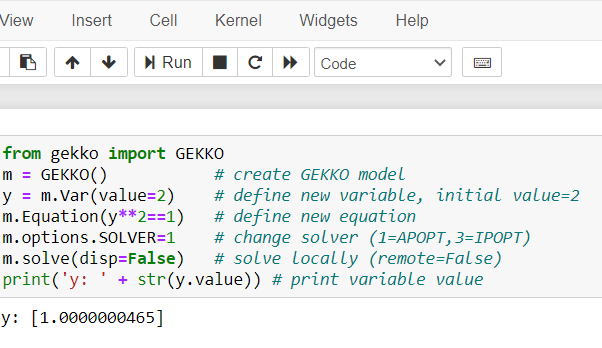 View Insert Cell Kernel Widgets Help
Run Code
from gekko import GEKKO
m = GEKKO() # create GEKKO model
y = m.Var(value=2) # define new variable, initial value=2
m.Equation(y**2==1) # define new equation
m.options.SOLVER=1 # change solver (1=APOPT,3=IPOPT)
m.solve(disp=False) # solve locally (remote=False)
print('y: ' + str(y.value)) # print variable value
y: [1.0000000465]